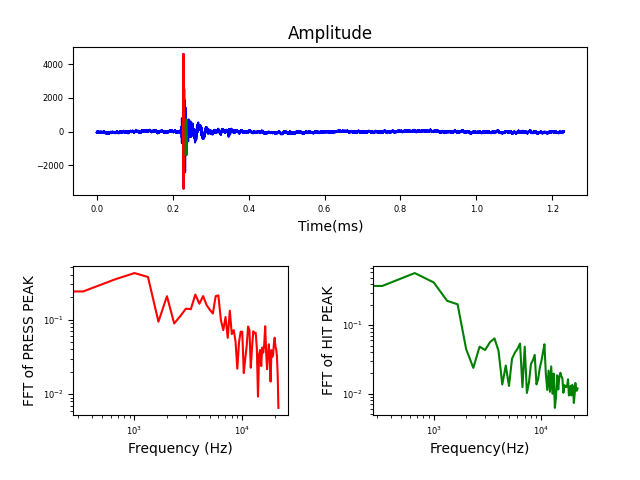 Amplitude
4000
2000
0
−2000
0.0 0.2 0.4 0.6 0.8 1.0 1.2
Time(ms)
FFT of PRESS PEAK
10⁻¹
10⁻²
10³ 10⁴
Frequency (Hz)
FFT of HIT PEAK
10⁻¹
10⁻²
10³ 10⁴
Frequency(Hz)